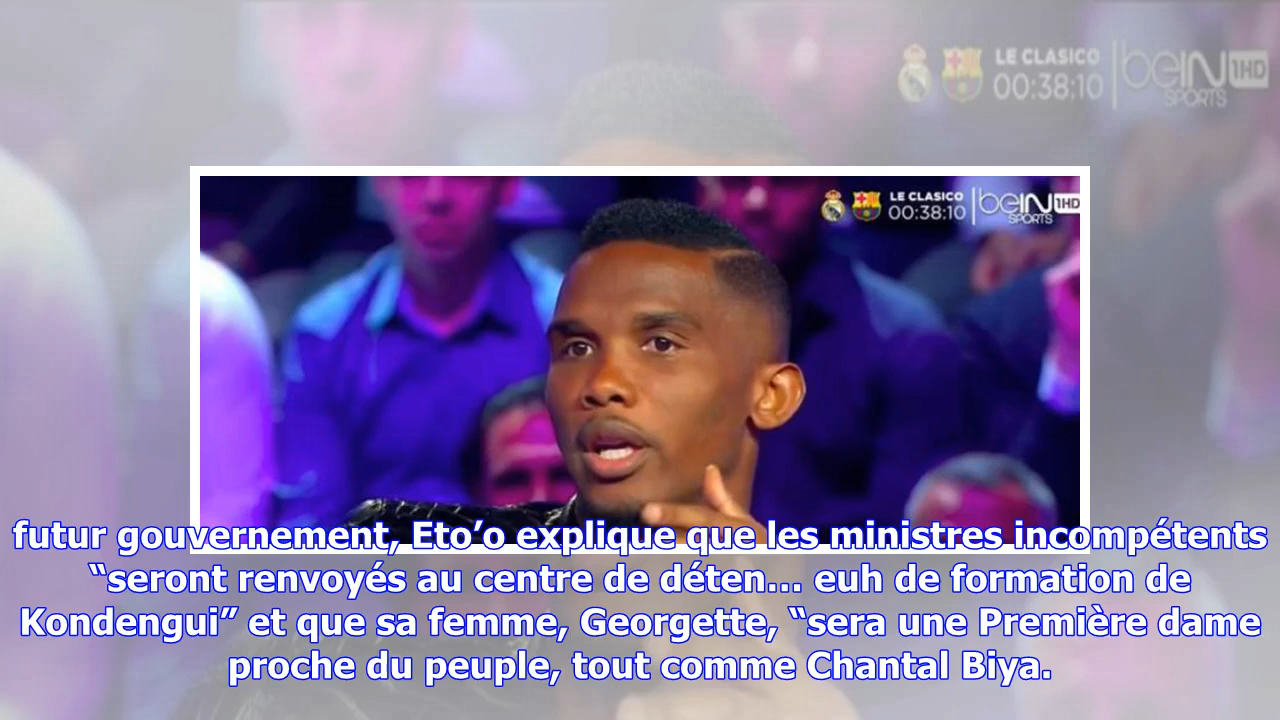 LE CLASICO
00:38:10
beIN 1HD
SPORTS
LE CLASICO
00:38:10
beIN 1HD
SPORTS
futur gouvernement, Eto’o explique que les ministres incompétents
“seront renvoyés au centre de déten... euh de formation de
Kondengui” et que sa femme, Georgette, “sera une Première dame
proche du peuple, tout comme Chantal Biya.